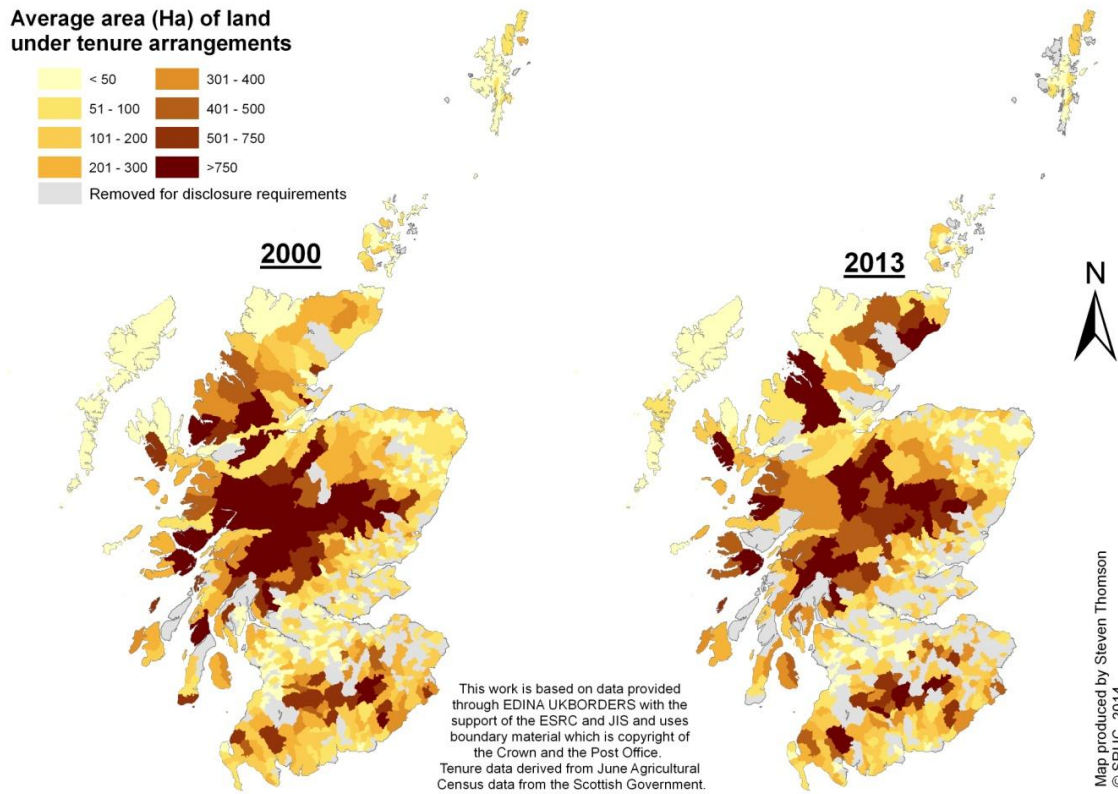 Average area (Ha) of land
under tenure arrangements
< 50
301 - 400
51 - 100
401 - 500
101 - 200
501 - 750
201 - 300
>750
Removed for disclosure requirements
2000
2013
N
This work is based on data provided
through EDINA UKBORDERS with the
support of the ESRC and JIS and uses
boundary material which is copyright of
the Crown and the Post Office.
Tenure data derived from June Agricultural
Census data from the Scottish Government.
Map produced by Steven Thomson
© SRUC, 2014